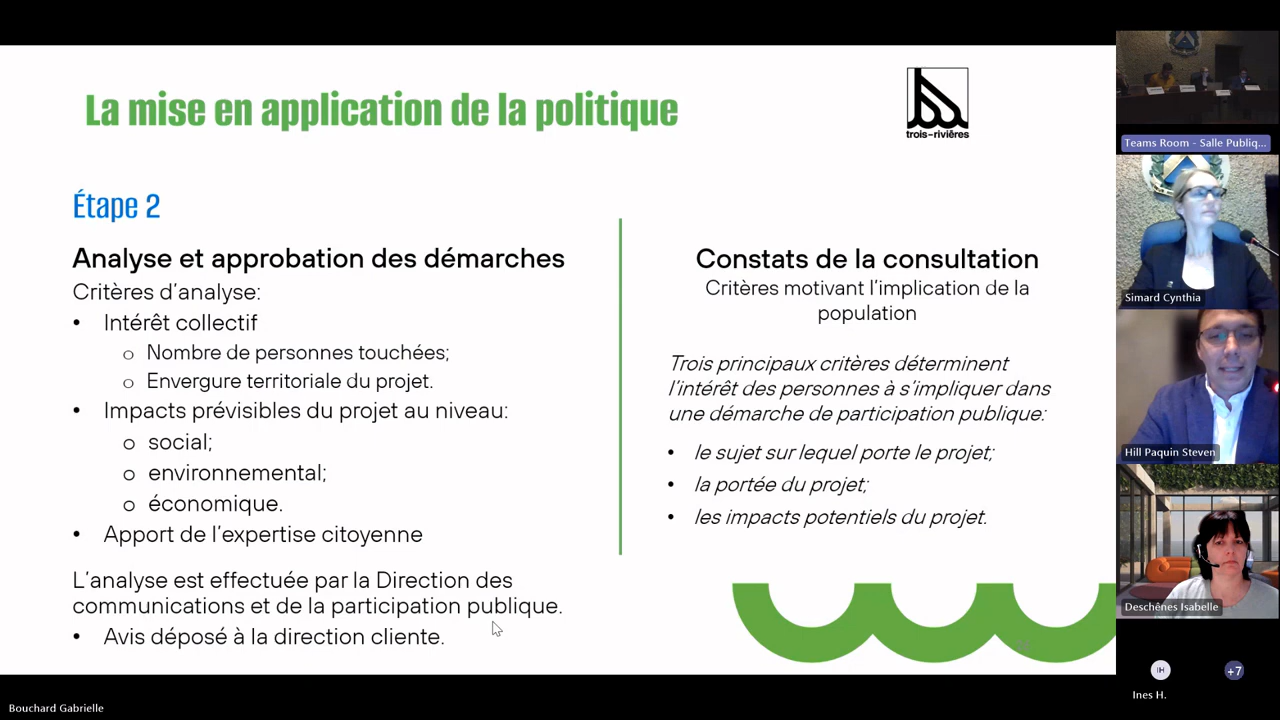 La mise en application de la politique
trois-rivières
Étape 2
Analyse et approbation des démarches
Critères d'analyse:
• Intérêt collectif
o Nombre de personnes touchées;
o Envergure territoriale du projet.
• Impacts prévisibles du projet au niveau:
o social;
o environnemental;
o économique.
• Apport de l'expertise citoyenne
L'analyse est effectuée par la Direction des
communications et de la participation publique.
• Avis déposé à la direction cliente.
Constats de la consultation
Critères motivant l'implication de la
population
Trois principaux critères déterminent
l'intérêt des personnes à s'impliquer dans
une démarche de participation publique:
• le sujet sur lequel porte le projet;
• la portée du projet;
• les impacts potentiels du projet.
Teams Room - Salle Publiq...
Simard Cynthia
Hill Paquin Steven
Deschênes Isabelle
IH
+7
Ines H.
Bouchard Gabrielle